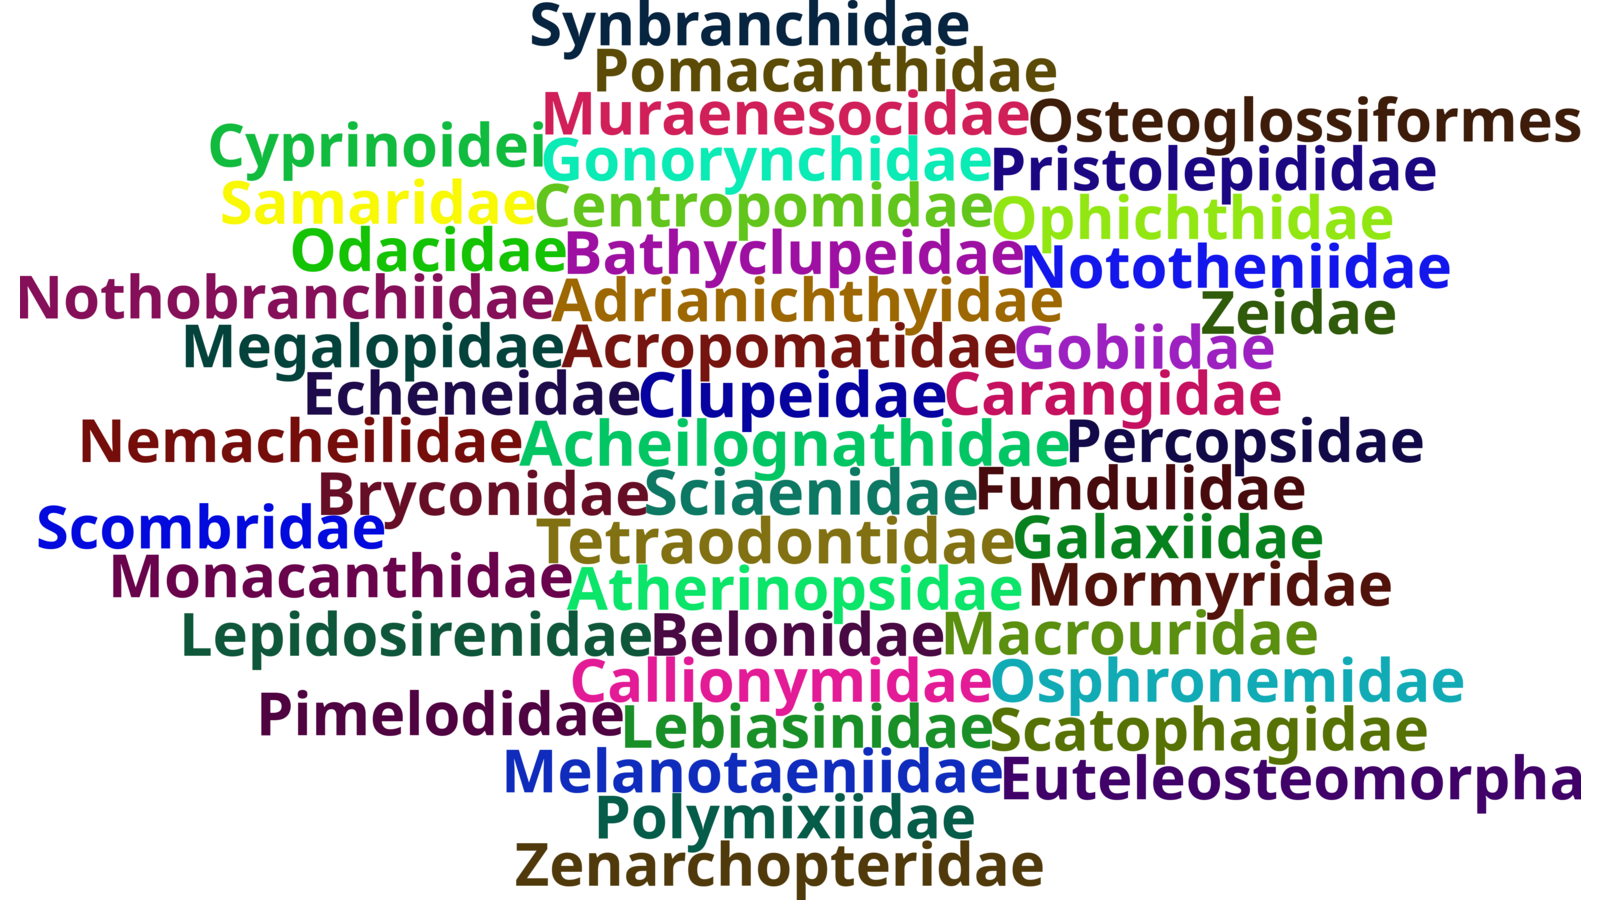 Synbranchidae
Pomacanthidae
Muraenesocidae Osteoglossiformes
Cyprinoidei Gonorynchidae Pristolepididae
Samaridae Centropomidae Ophichthidae
Odacidae Bathyclupeidae Nototheniidae
Nothobranchiidae Adrianichthyidae Zeidae
Megalopidae Acropomatidae Gobiidae
Echeneidae Clupeidae Carangidae
Nemacheilidae Acheilognathidae Percopsidae
Bryconidae Sciaenidae Fundulidae
Scombridae Tetraodontidae Galaxiidae
Monacanthidae Atherinopsidae Mormyridae
Lepidosirenidae Belonidae Macrouridae
Callionymidae Osphronemidae
Pimelodidae Lebiasinidae Scatophagidae
Melanotaeniidae Euteleosteomorpha
Polymixiidae
Zenarchopteridae